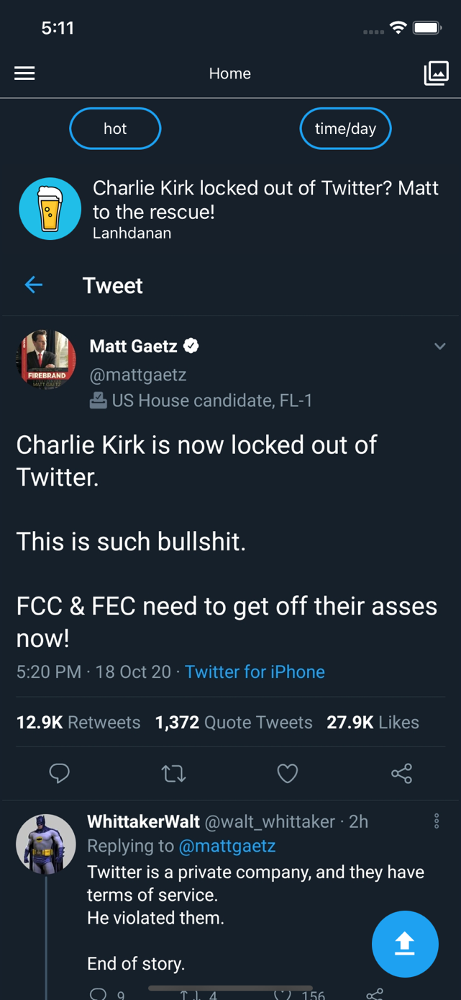 5:11
Home
hot
time/day
Charlie Kirk locked out of Twitter? Matt
to the rescue!
Lanhdanan
Tweet
FIREBRAND
MATT GAETZ
Matt Gaetz
@mattgaetz
US House candidate, FL-1
Charlie Kirk is now locked out of
Twitter.
This is such bullshit.
FCC & FEC need to get off their asses
now!
5:20 PM · 18 Oct 20 · Twitter for iPhone
12.9K Retweets 1,372 Quote Tweets 27.9K Likes
WhittakerWalt @walt_whittaker · 2h
Replying to @mattgaetz
Twitter is a private company, and they have
terms of service.
He violated them.
End of story.
9 4 156